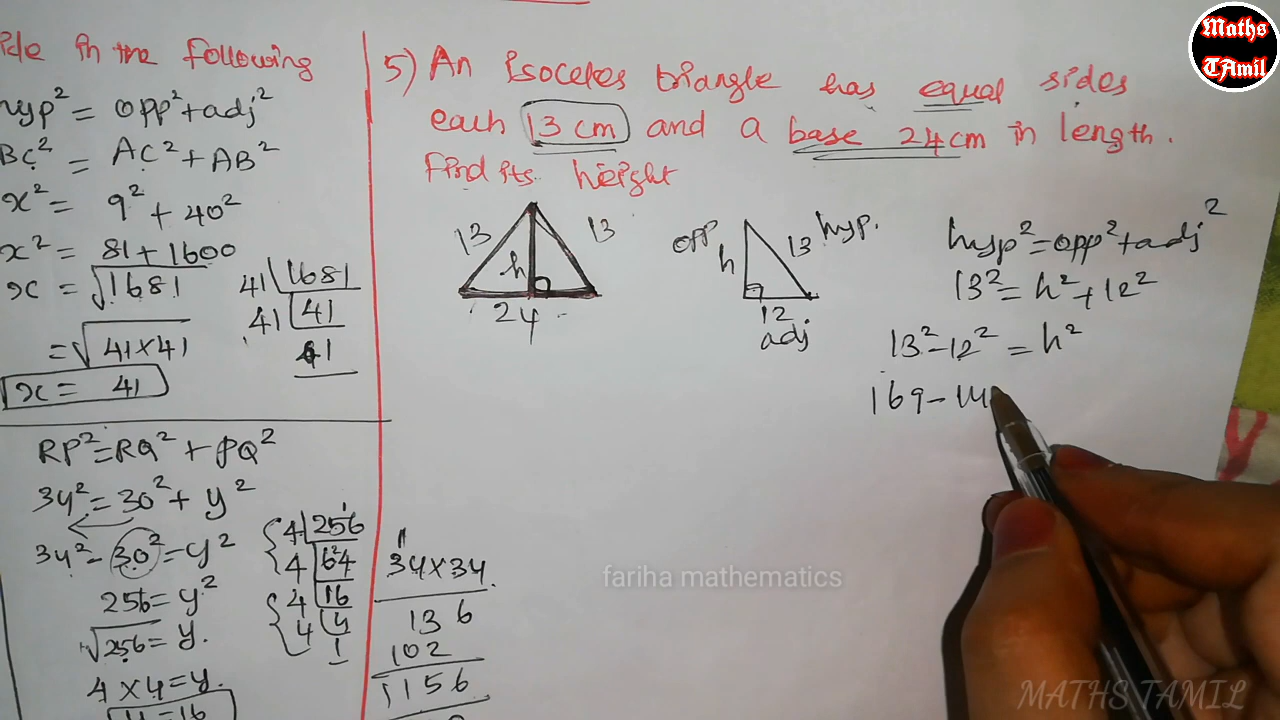 ide in the following
hyp² = opp² + adj²
BC² = AC² + AB²
x² = 9² + 40²
x² = 81 + 1600
x = √1681
= √41×41
x = 41
41 1681
41 41
41
RP² = RQ² + PQ²
34² = 30² + y²
34² - 30² = y²
256 = y²
√256 = y.
4 × 4 = y.
y = 16
4 256
4 64
4 16
4 4
1
34×34
136
102
1156
5) An isoceles triangle has equal sides
each 13 cm and a base 24cm in length.
Find its height
13 13
h
24
opp h 13 hyp.
12
adj
hyp² = opp² + adj²
13² = h² + 12²
13² - 12² = h²
169 - 14
Maths
TAmil
fariha mathematics
MATHS TAMIL